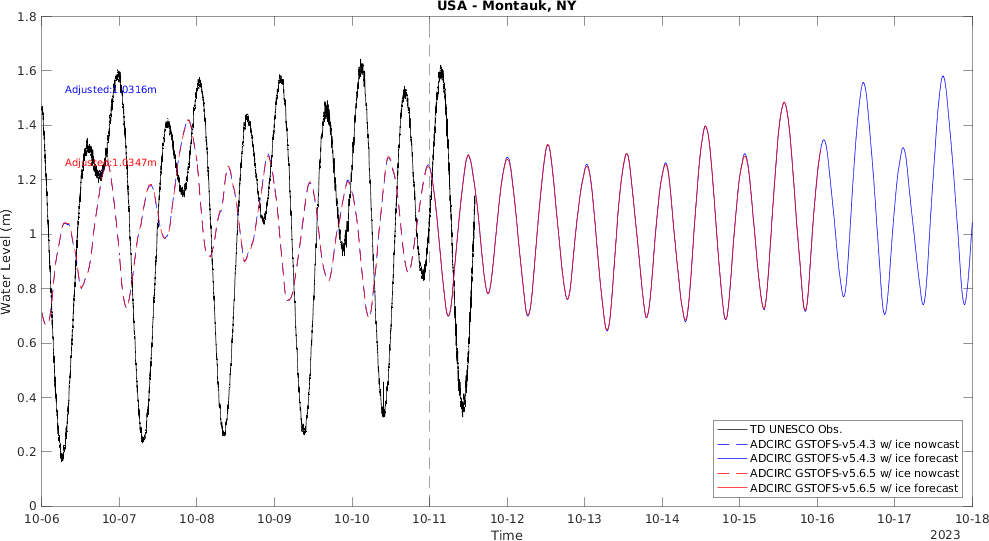 USA - Montauk, NY
1.8
1.6
1.4
1.2
1
0.8
0.6
0.4
0.2
0
Water Level (m)
Adjusted:1.0316m
Adjusted:1.0347m
TD UNESCO Obs.
ADCIRC GSTOFS-v5.4.3 w/ ice nowcast
ADCIRC GSTOFS-v5.4.3 w/ ice forecast
ADCIRC GSTOFS-v5.6.5 w/ ice nowcast
ADCIRC GSTOFS-v5.6.5 w/ ice forecast
10-06 10-07 10-08 10-09 10-10 10-11 10-12 10-13 10-14 10-15 10-16 10-17 10-18
Time
2023